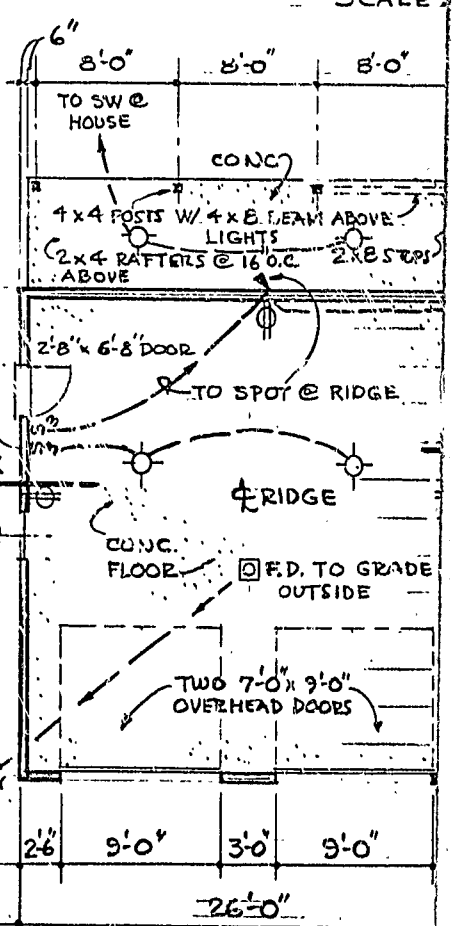 SCALE
6"
8'-0" 8'-0" 8'-0"
TO SW @
HOUSE
CONC
4x4 POSTS W/ 4x8 BEAM ABOVE
LIGHTS
2x4 RAFTERS @ 16 O.C. 2x8 STOPS
ABOVE
2'-8" x 6'-8" DOOR
TO SPOT @ RIDGE
℄ RIDGE
CONC.
FLOOR
F.D. TO GRADE
OUTSIDE
TWO 7'-0" x 9'-0"
OVERHEAD DOORS
2'-6" 9'-0" 3'-0" 9'-0"
26'-0"